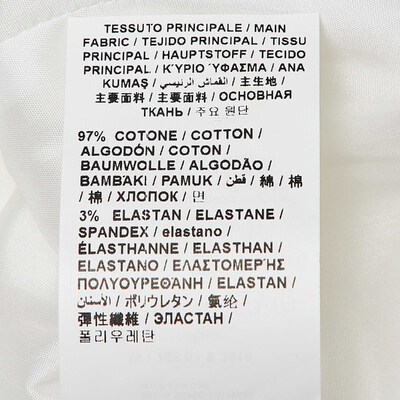 TESSUTO PRINCIPALE / MAIN
FABRIC / TEJIDO PRINCIPAL / TISSU
PRINCIPAL / HAUPTSTOFF / TECIDO
PRINCIPAL / ΚΎΡΙΟ ΎΦΑΣΜΑ / ANA
KUMAŞ / القماش الرئيسي / 主生地 /
主要面料 / 主要面料 / ОСНОВНАЯ
ТКАНЬ / 주요 원단
97% COTONE / COTTON /
ALGODÓN / COTON /
BAUMWOLLE / ALGODÃO /
ΒΑΜΒΆΚΙ / PAMUK / قطن / 綿 / 棉
/ 棉 / ХЛОПОК / 면
3% ELASTAN / ELASTANE /
SPANDEX / elastano /
ÉLASTHANNE / ELASTHAN /
ELASTANO / ΕΛΑΣΤΟΜΕΡΉΣ
ΠΟΛΥΟΥΡΕΘΆΝΗ / ELASTAN /
الأستان / ポリウレタン / 氨纶 /
彈性纖維 / ЭЛАСТАН /
폴리우레탄